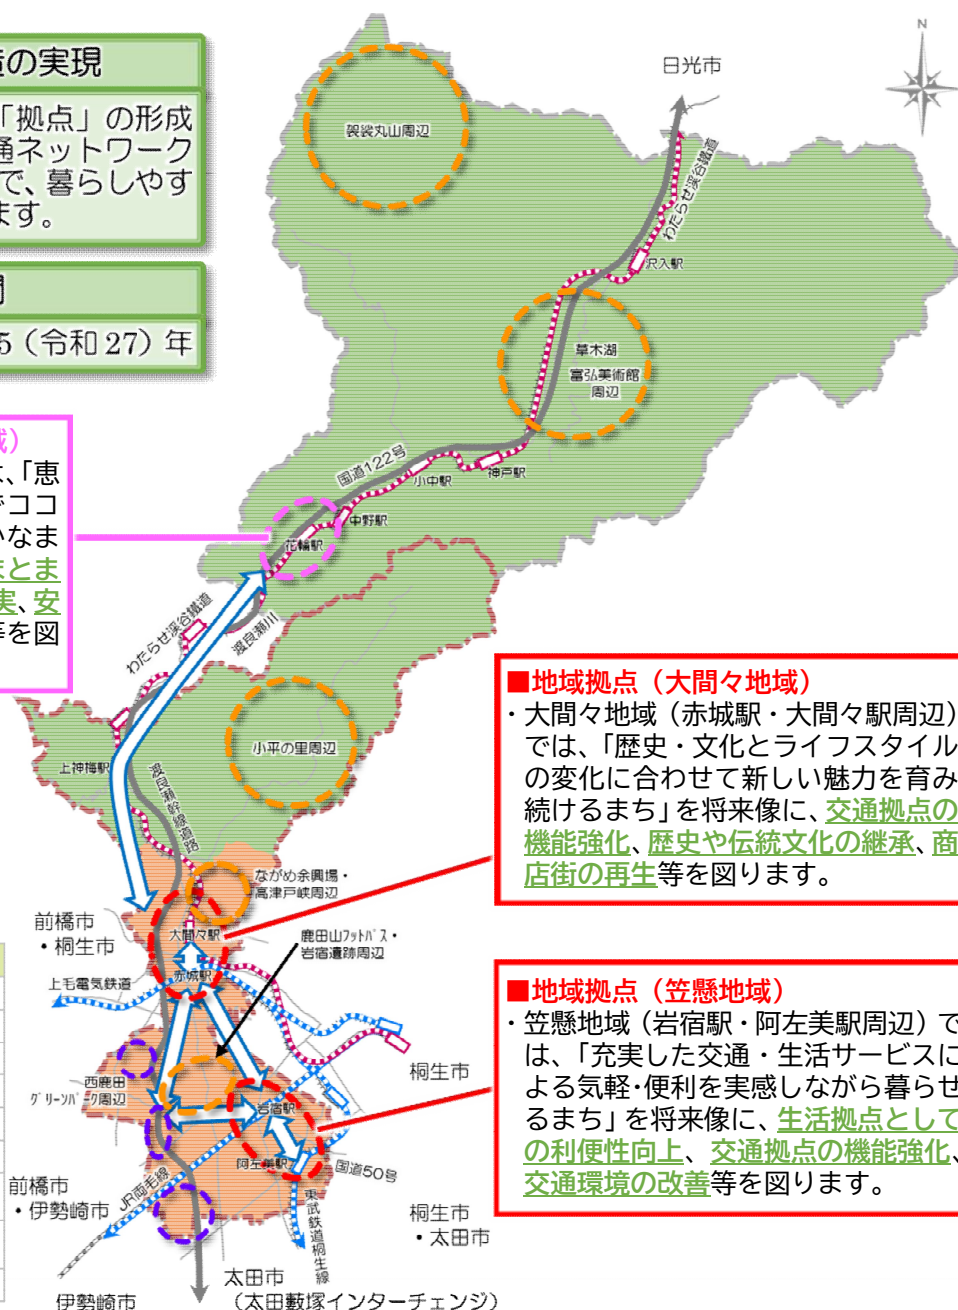 造の実現
「拠点」の形成
通ネットワーク
で、暮らしやす
ます。
間
5（令和27）年
域）
は、「恵
でココ
いなま
まとま
実、安
等を図
N
日光市
袈裟丸山周辺
わたらせ渓谷鐵道
沢入駅
草木湖
富弘美術館
周辺
国道122号
神戸駅
小中駅
中野駅
花輪駅
わたらせ渓谷鐵道
渡良瀬川
小平の里周辺
上神梅駅
渡良瀬幹線道路
ながめ余興場・
高津戸峡周辺
前橋市
・桐生市
大間々駅
鹿田山フットパス・
岩宿遺跡周辺
赤城駅
上毛電気鉄道
西鹿田
グリーンパーク周辺
桐生市
岩宿駅
阿左美駅
国道50号
前橋市
・伊勢崎市
JR両毛線
東武鉄道桐生線
桐生市
・太田市
太田市
（太田藪塚インターチェンジ）
伊勢崎市
■地域拠点（大間々地域）
・大間々地域（赤城駅・大間々駅周辺）
では、「歴史・文化とライフスタイル
の変化に合わせて新しい魅力を育み
続けるまち」を将来像に、交通拠点の
機能強化、歴史や伝統文化の継承、商
店街の再生等を図ります。
■地域拠点（笠懸地域）
・笠懸地域（岩宿駅・阿左美駅周辺）で
は、「充実した交通・生活サービスに
よる気軽・便利を実感しながら暮らせ
るまち」を将来像に、生活拠点として
の利便性向上、交通拠点の機能強化、
交通環境の改善等を図ります。